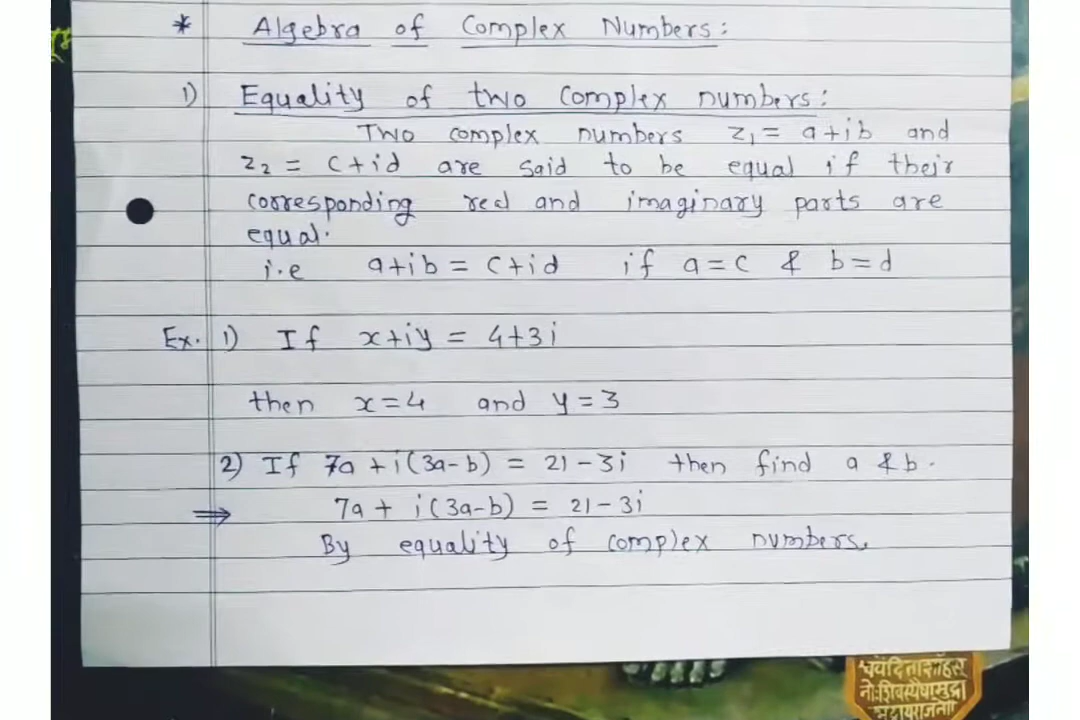 * Algebra of Complex Numbers:
1) Equality of two complex numbers:
Two complex numbers z₁ = a+ib and
z₂ = c+id are said to be equal if their
corresponding real and imaginary parts are
equal.
i.e a+ib = c+id if a=c & b=d
Ex. 1) If x+iy = 4+3i
then x=4 and y=3
2) If 7a + i(3a-b) = 21-3i then find a & b.
⇒ 7a + i(3a-b) = 21-3i
By equality of complex numbers,